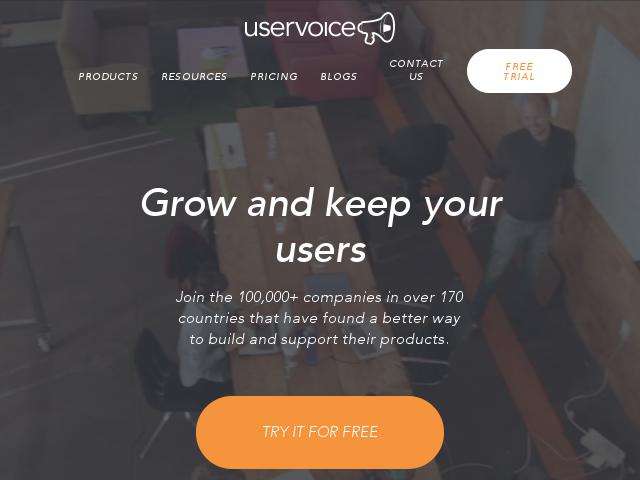 uservoice
PRODUCTS RESOURCES PRICING BLOGS CONTACT US FREE TRIAL
Grow and keep your
users
Join the 100,000+ companies in over 170
countries that have found a better way
to build and support their products.
TRY IT FOR FREE